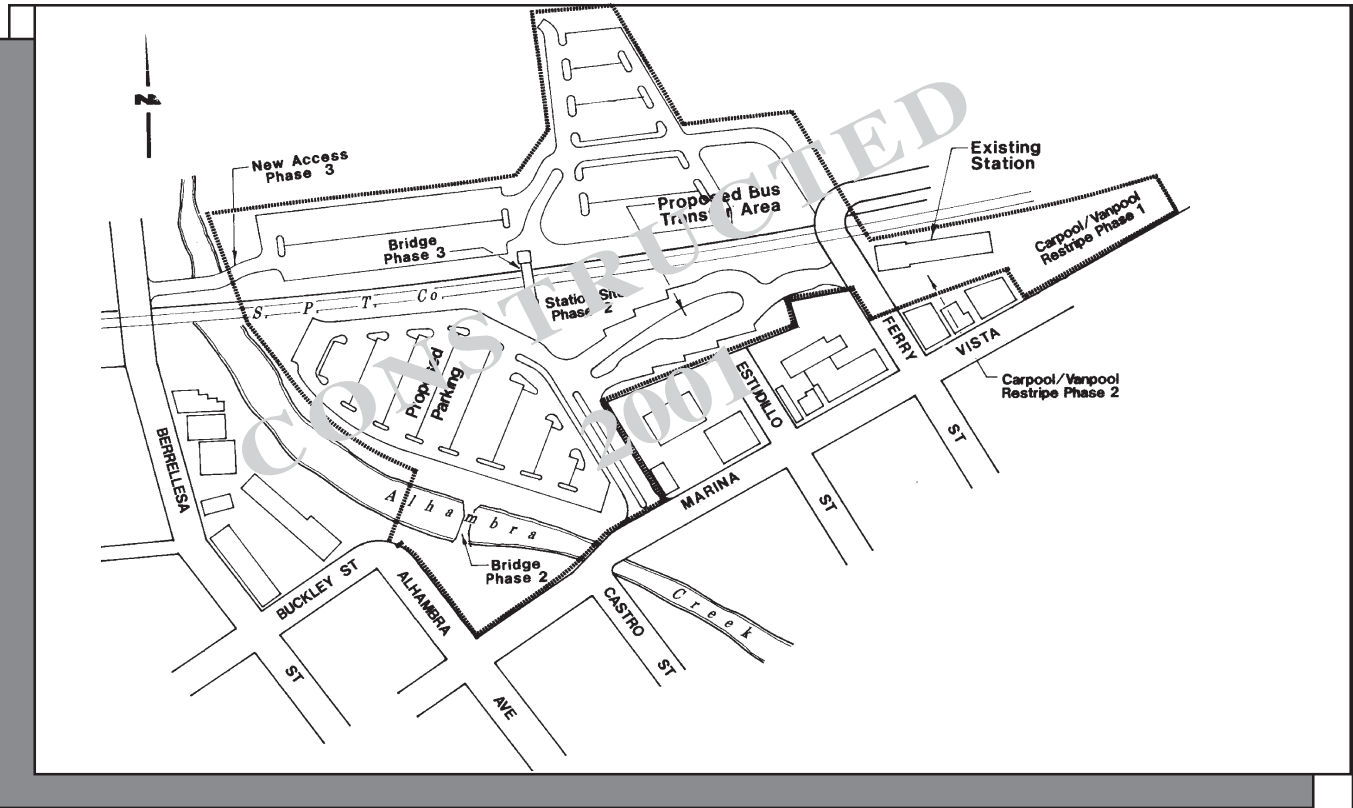 N
New Access
Phase 3
Existing
Station
Proposed Bus
Transfer Area
Carpool/Vanpool
Restripe Phase 1
Bridge
Phase 3
S. P. T. Co
Station Site
Phase 2
CONSTRUCTED
2001
Proposed
Parking
FERRY
ST
VISTA
Carpool/Vanpool
Restripe Phase 2
ESTUDILLO
ST
MARINA
BERRELLESA
ST
Alhambra
Bridge
Phase 2
BUCKLEY ST
ALHAMBRA
AVE
CASTRO
ST
Creek